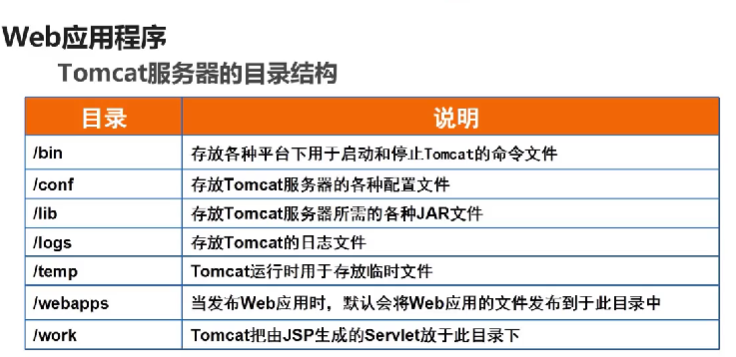 Web应用程序
Tomcat服务器的目录结构
目录 说明
/bin 存放各种平台下用于启动和停止Tomcat的命令文件
/conf 存放Tomcat服务器的各种配置文件
/lib 存放Tomcat服务器所需的各种JAR文件
/logs 存放Tomcat的日志文件
/temp Tomcat运行时用于存放临时文件
/webapps 当发布Web应用时，默认会将Web应用的文件发布到于此目录中
/work Tomcat把由JSP生成的Servlet放于此目录下